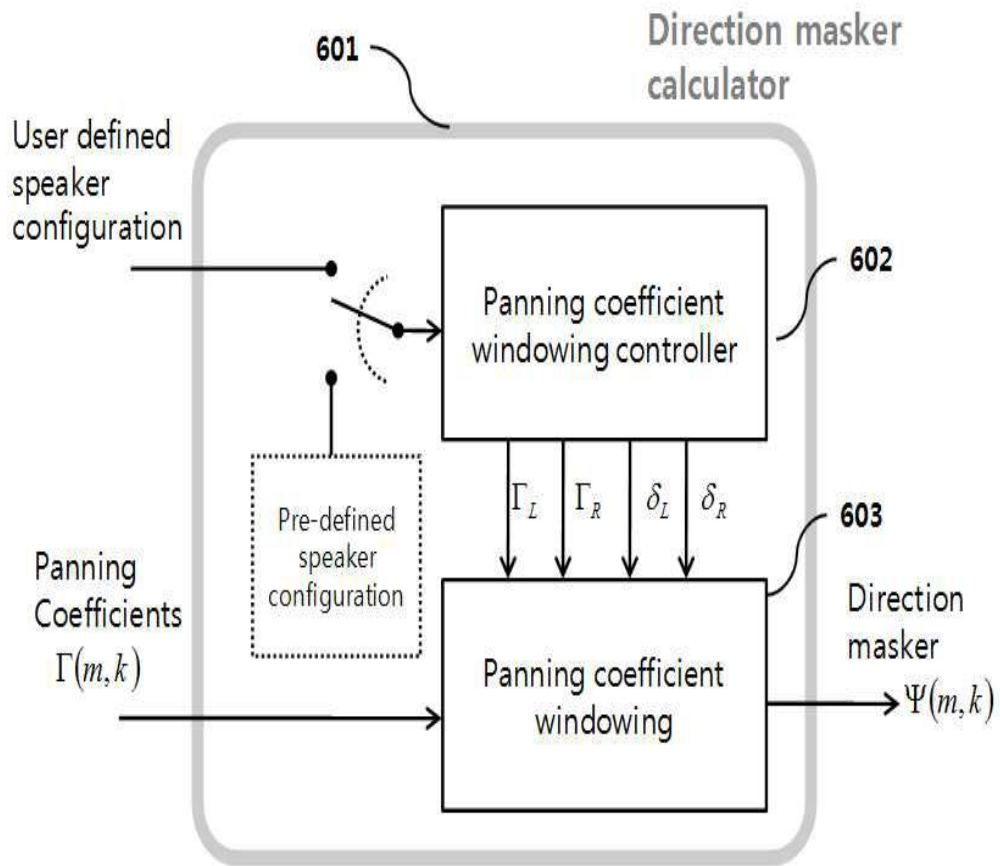 601
Direction masker
calculator
User defined
speaker
configuration
602
Panning coefficient
windowing controller
Γ_L Γ_R δ_L δ_R
603
Pre-defined
speaker
configuration
Panning
Coefficients
Γ(m,k)
Panning coefficient
windowing
Direction
masker
Ψ(m,k)